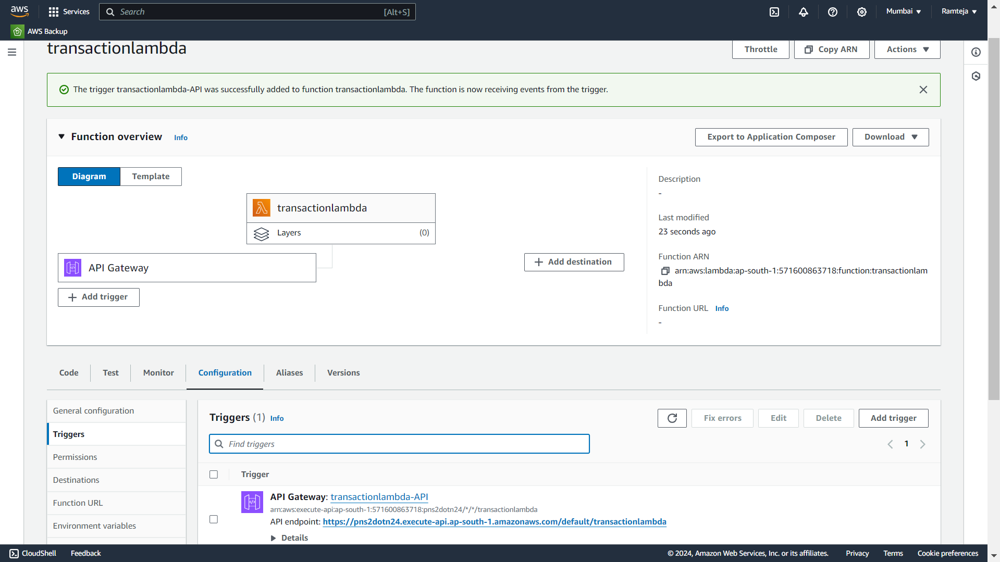 aws
Services
Search
[Alt+S]
Mumbai
Ramteja
AWS Backup
transactionlambda
Throttle
Copy ARN
Actions
The trigger transactionlambda-API was successfully added to function transactionlambda. The function is now receiving events from the trigger.
Function overview
Info
Export to Application Composer
Download
Diagram
Template
transactionlambda
Layers
(0)
API Gateway
Add trigger
Add destination
Description
-
Last modified
23 seconds ago
Function ARN
arn:aws:lambda:ap-south-1:571600863718:function:transactionlam
bda
Function URL Info
-
Code
Test
Monitor
Configuration
Aliases
Versions
General configuration
Triggers
Permissions
Destinations
Function URL
Environment variables
Triggers (1) Info
Fix errors
Edit
Delete
Add trigger
Find triggers
1
Trigger
API Gateway: transactionlambda-API
arn:aws:execute-api:ap-south-1:571600863718:pns2dotn24/*/*/transactionlambda
API endpoint: https://pns2dotn24.execute-api.ap-south-1.amazonaws.com/default/transactionlambda
Details
CloudShell
Feedback
© 2024, Amazon Web Services, Inc. or its affiliates.
Privacy
Terms
Cookie preferences